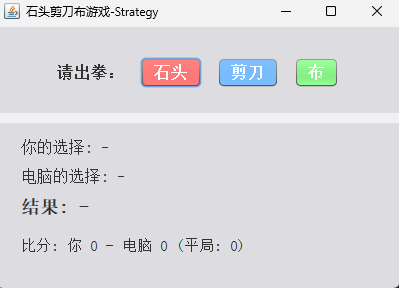 石头剪刀布游戏-Strategy
请出拳： 石头 剪刀 布
你的选择: -
电脑的选择: -
结果: -
比分: 你 0 - 电脑 0 (平局: 0)